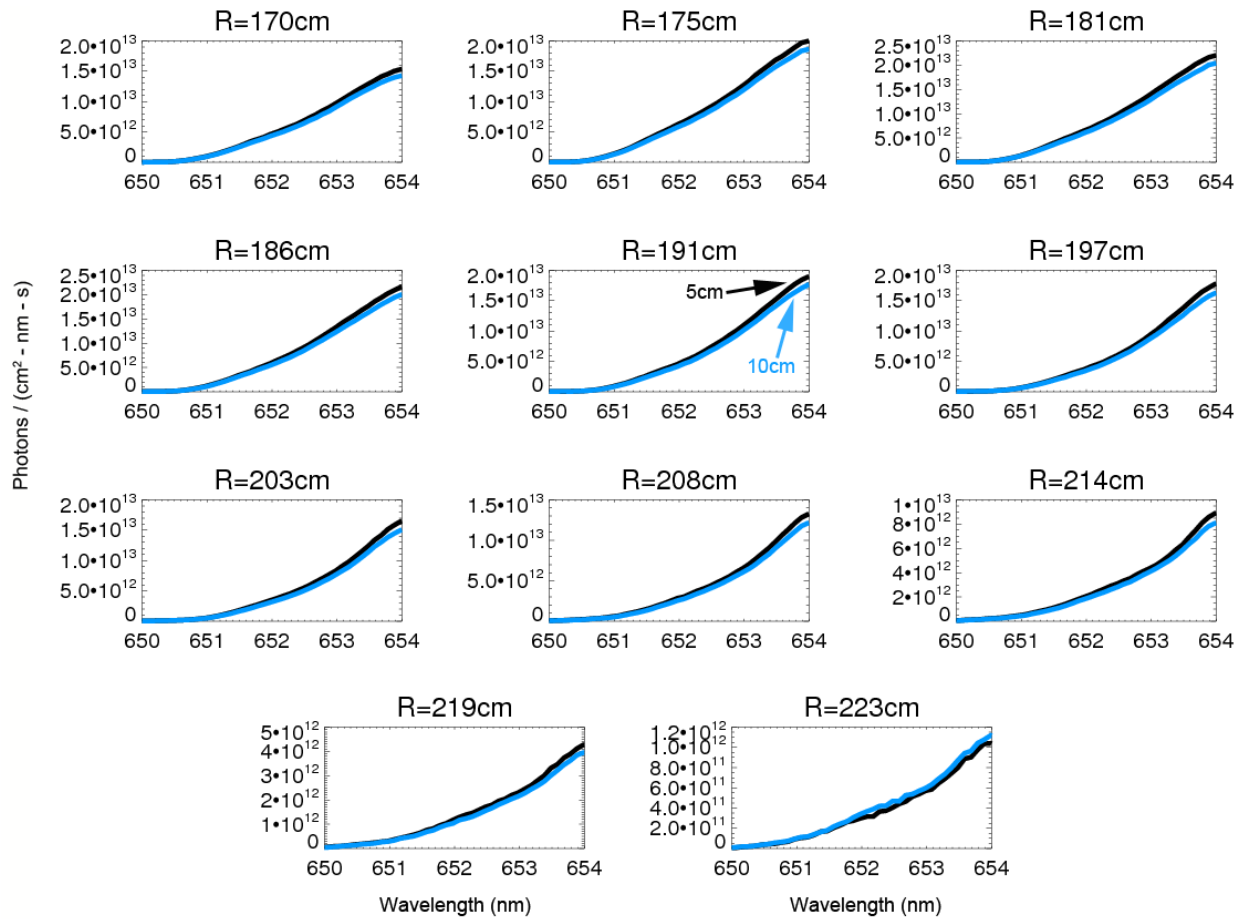 R=170cm
R=175cm
R=181cm
2.0•10¹³
1.5•10¹³
1.0•10¹³
5.0•10¹²
0
650 651 652 653 654
2.0•10¹³
1.5•10¹³
1.0•10¹³
5.0•10¹²
0
650 651 652 653 654
2.5•10¹³
2.0•10¹³
1.5•10¹³
1.0•10¹³
5.0•10¹²
0
650 651 652 653 654
Photons / (cm² - nm - s)
R=186cm
R=191cm
R=197cm
2.5•10¹³
2.0•10¹³
1.5•10¹³
1.0•10¹³
5.0•10¹²
0
650 651 652 653 654
2.0•10¹³
1.5•10¹³
1.0•10¹³
5.0•10¹²
0
5cm
10cm
650 651 652 653 654
2.0•10¹³
1.5•10¹³
1.0•10¹³
5.0•10¹²
0
650 651 652 653 654
R=203cm
R=208cm
R=214cm
2.0•10¹³
1.5•10¹³
1.0•10¹³
5.0•10¹²
0
650 651 652 653 654
1.5•10¹³
1.0•10¹³
5.0•10¹²
0
650 651 652 653 654
1•10¹³
8•10¹²
6•10¹²
4•10¹²
2•10¹²
0
650 651 652 653 654
R=219cm
R=223cm
5•10¹²
4•10¹²
3•10¹²
2•10¹²
1•10¹²
0
650 651 652 653 654
Wavelength (nm)
1.2•10¹²
1.0•10¹²
8.0•10¹¹
6.0•10¹¹
4.0•10¹¹
2.0•10¹¹
0
650 651 652 653 654
Wavelength (nm)